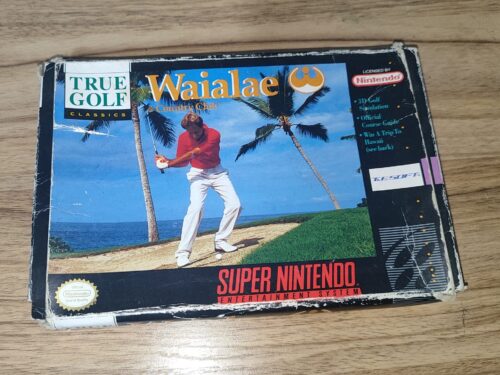 TRUE
GOLF
CLASSICS
Waialae
Country Club
LICENSED BY
Nintendo
• 3D Golf
Simulation
• Official
Course Guide
• Win A Trip To
Hawaii
(see back)
T&E SOFT
SUPER NINTENDO
ENTERTAINMENT SYSTEM